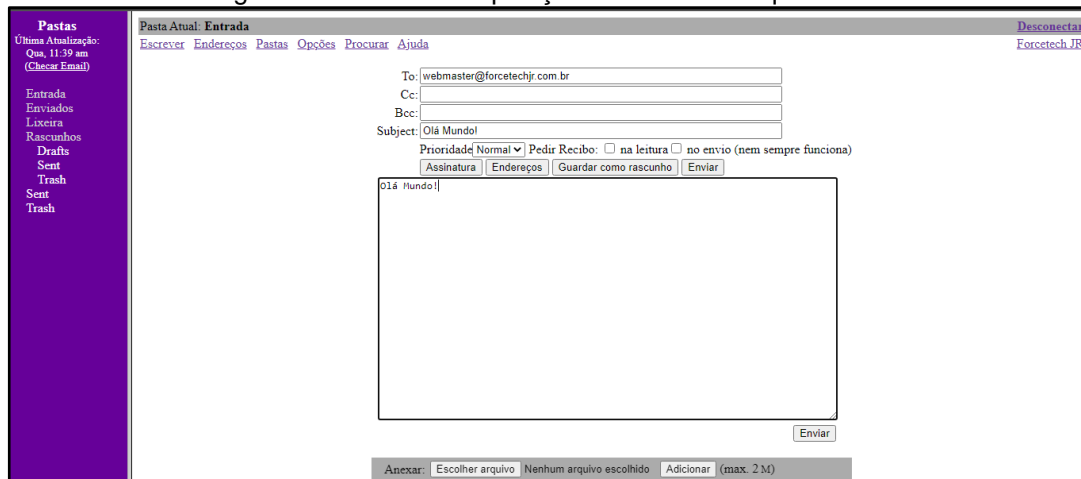 Pastas
Última Atualização:
Qua, 11:39 am
(Checar Email)
Entrada
Enviados
Lixeira
Rascunhos
Drafts
Sent
Trash
Sent
Trash
Pasta Atual: Entrada Desconectar
Escrever Endereços Pastas Opções Procurar Ajuda Forcetech JR
To: webmaster@forcetechjr.com.br
Cc:
Bcc:
Subject: Olá Mundo!
Prioridade Normal Pedir Recibo: na leitura no envio (nem sempre funciona)
Assinatura Endereços Guardar como rascunho Enviar
Olá Mundo!
Enviar
Anexar: Escolher arquivo Nenhum arquivo escolhido Adicionar (max. 2 M)